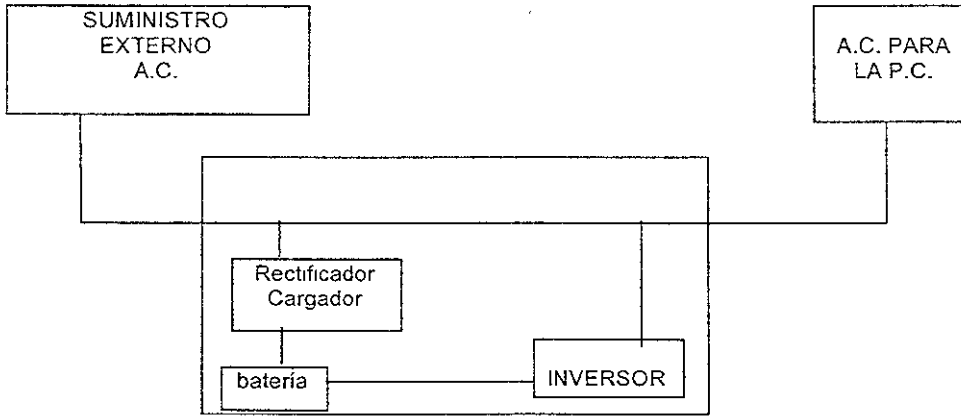 SUMINISTRO
EXTERNO
A.C.
A.C. PARA
LA P.C.
Rectificador
Cargador
batería
INVERSOR